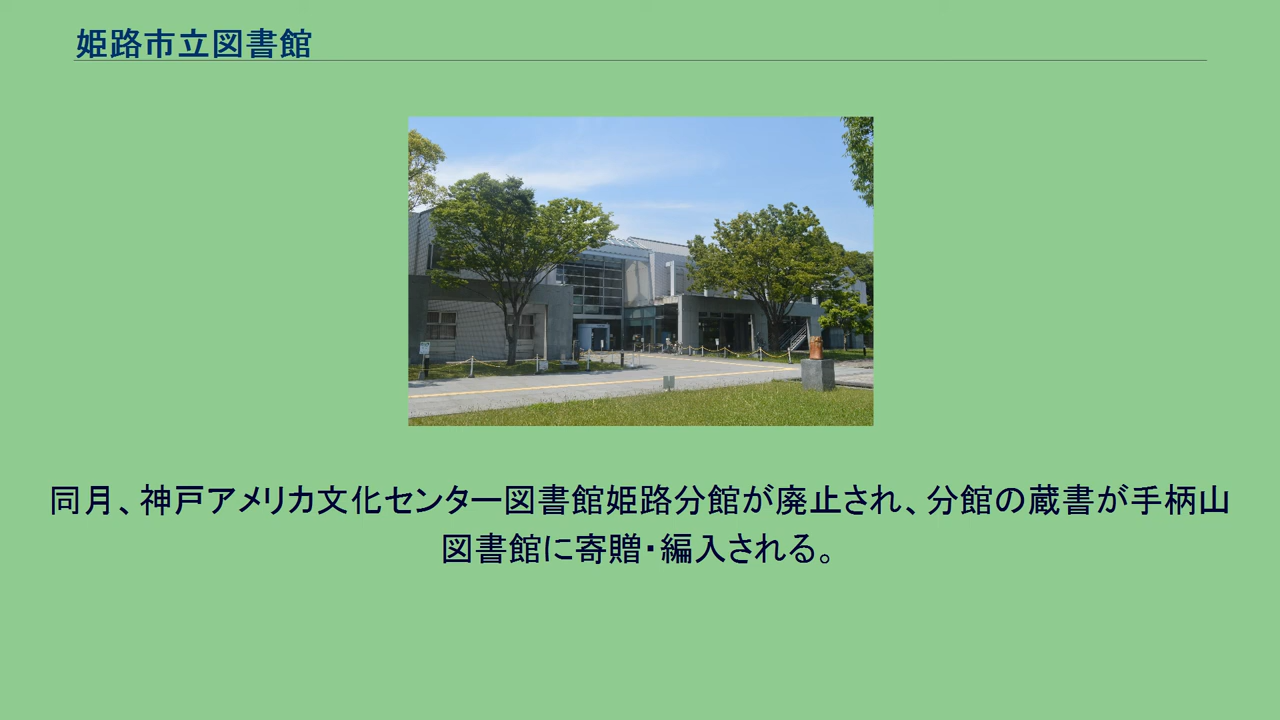 姫路市立図書館
同月、神戸アメリカ文化センター図書館姫路分館が廃止され、分館の蔵書が手柄山
図書館に寄贈・編入される。